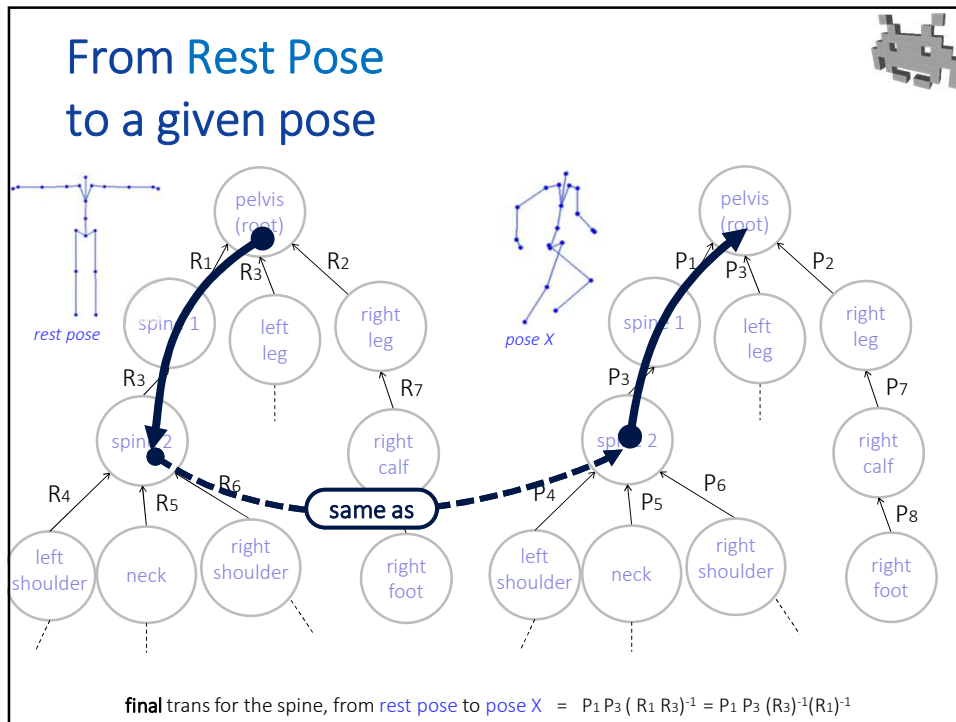 From Rest Pose
to a given pose
pelvis
(root)
R1
R3
R2
spine 1
left
leg
right
leg
rest pose
R3
R7
spine 2
right
calf
R4
R5
R6
left
shoulder
neck
right
shoulder
right
foot
same as
pelvis
(root)
P1
P3
P2
spine 1
left
leg
right
leg
pose X
P3
P7
spine 2
right
calf
P4
P5
P6
P8
left
shoulder
neck
right
shoulder
right
foot
final trans for the spine, from rest pose to pose X = P1 P3 ( R1 R3)-1 = P1 P3 (R3)-1(R1)-1